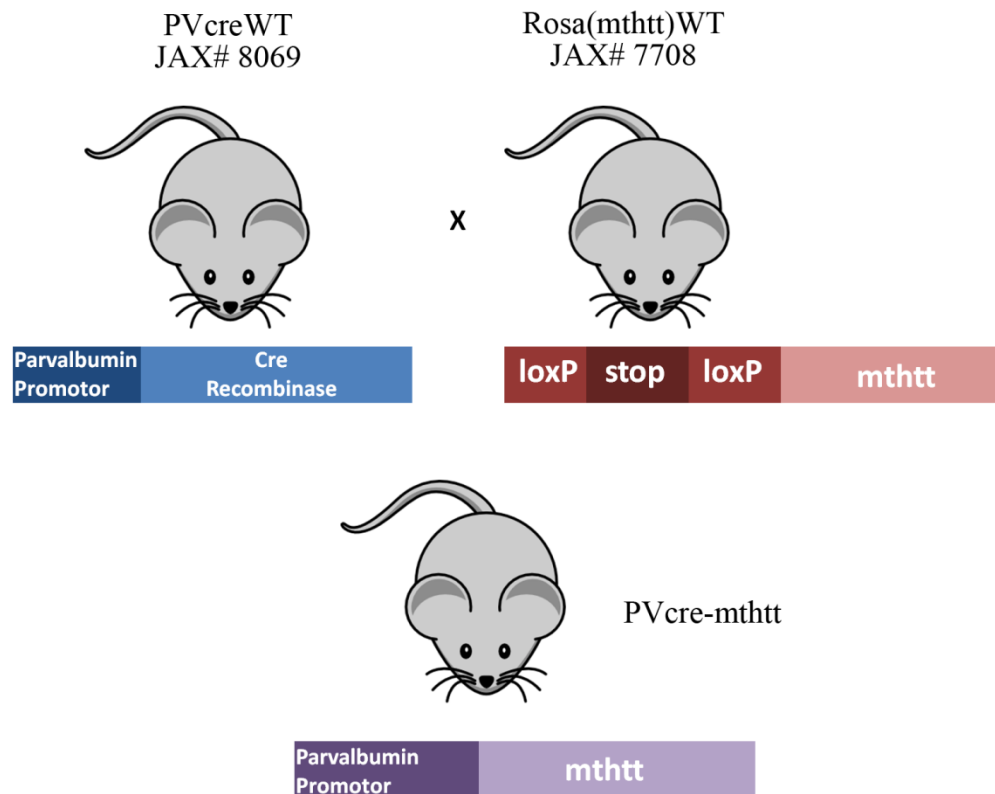 PVcreWT
JAX# 8069
Rosa(mthtt)WT
JAX# 7708
X
Parvalbumin
Promotor
Cre
Recombinase
loxP stop loxP mthtt
PVcre-mthtt
Parvalbumin
Promotor
mthtt